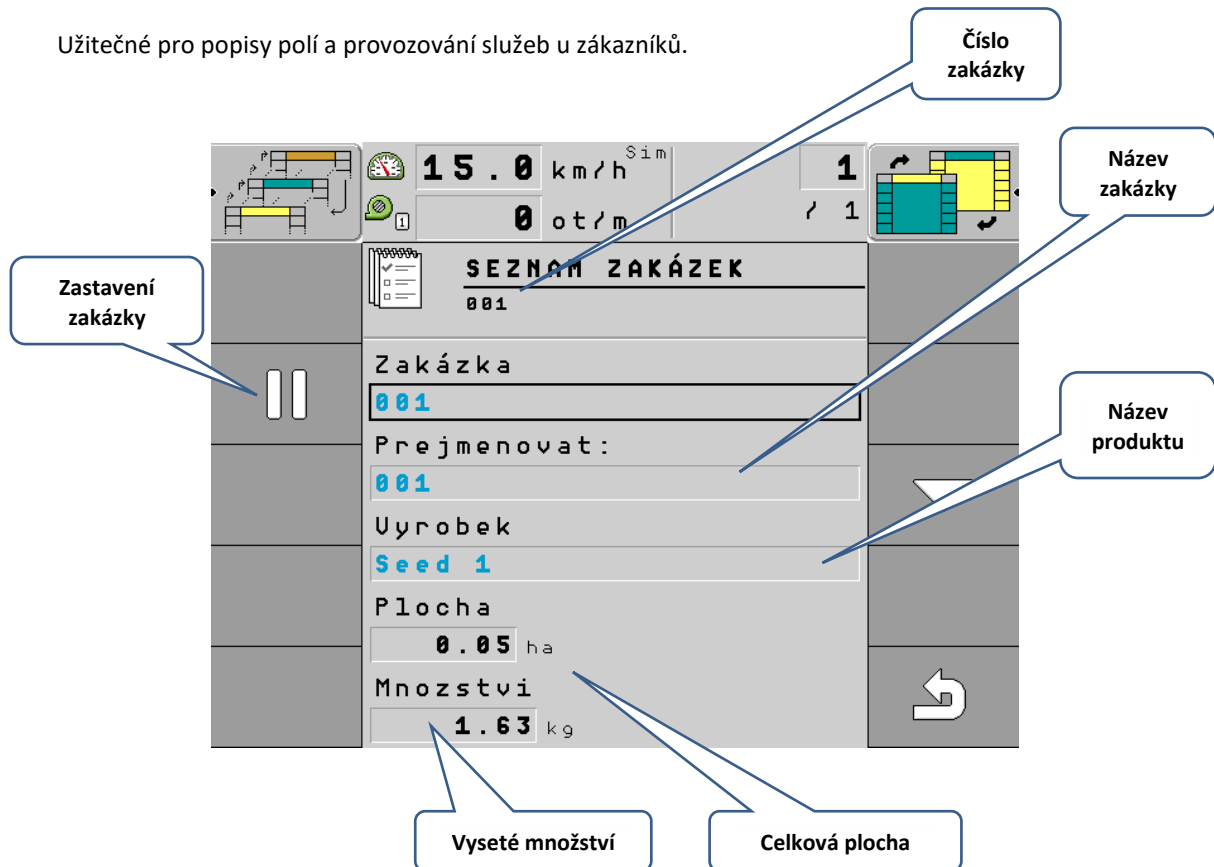 Užitečné pro popisy polí a provozování služeb u zákazníků.
Číslo
zakázky
Název
zakázky
15.0 km/h Sim 1
1 0 ot/m / 1
SEZNAM ZAKÁZEK
001
Zastavení
zakázky
Zakázka
001
Prejmenovat:
001
Název
produktu
Vyrobek
Seed 1
Plocha
0.05 ha
Mnozstvi
1.63 kg
Vyseté množství
Celková plocha